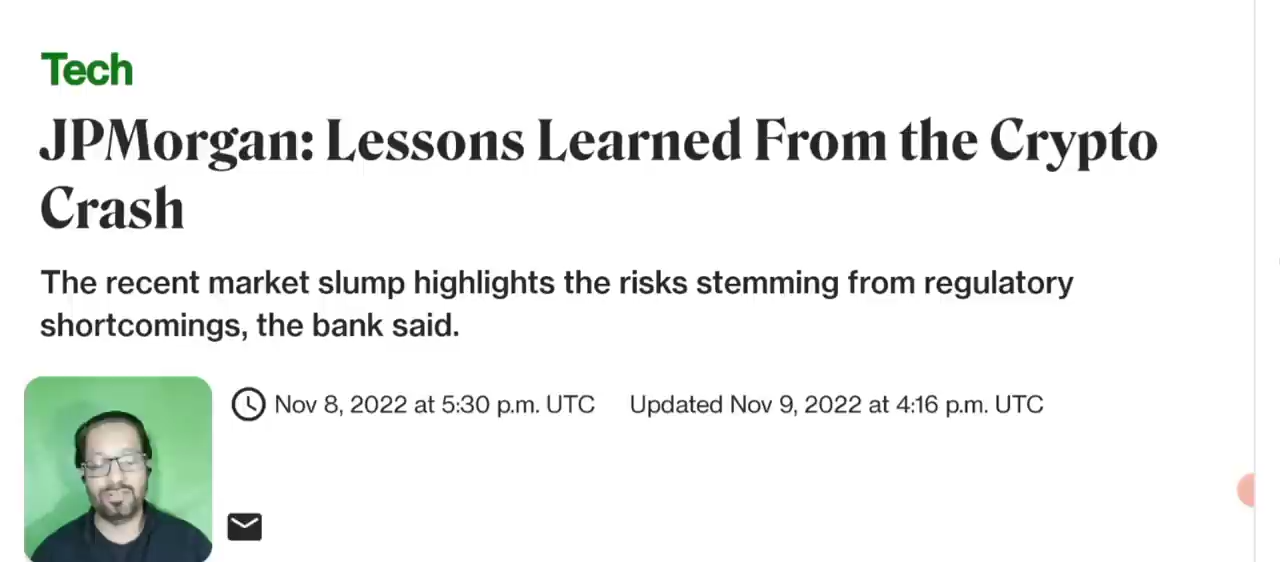 Tech
JPMorgan: Lessons Learned From the Crypto
Crash
The recent market slump highlights the risks stemming from regulatory
shortcomings, the bank said.
Nov 8, 2022 at 5:30 p.m. UTC Updated Nov 9, 2022 at 4:16 p.m. UTC